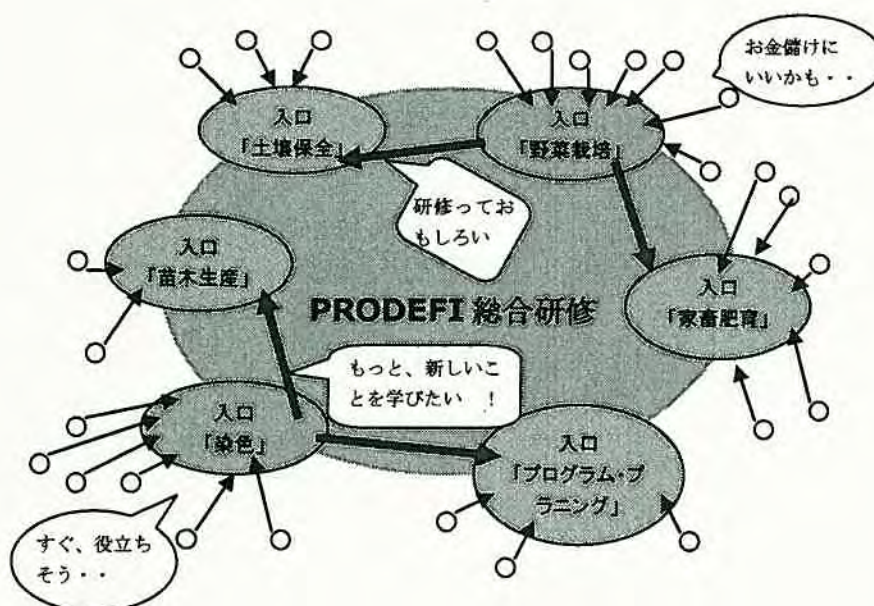 お金儲けに
いいかも・・
入口
「土壌保全」
入口
「野菜栽培」
研修ってお
もしろい
入口
「苗木生産」
入口
「家畜肥育」
PRODEFI 総合研修
もっと、新しいこ
とを学びたい ！
入口
「染色」
入口
「プログラム・プ
ラニング」
すぐ、役立ち
そう・・